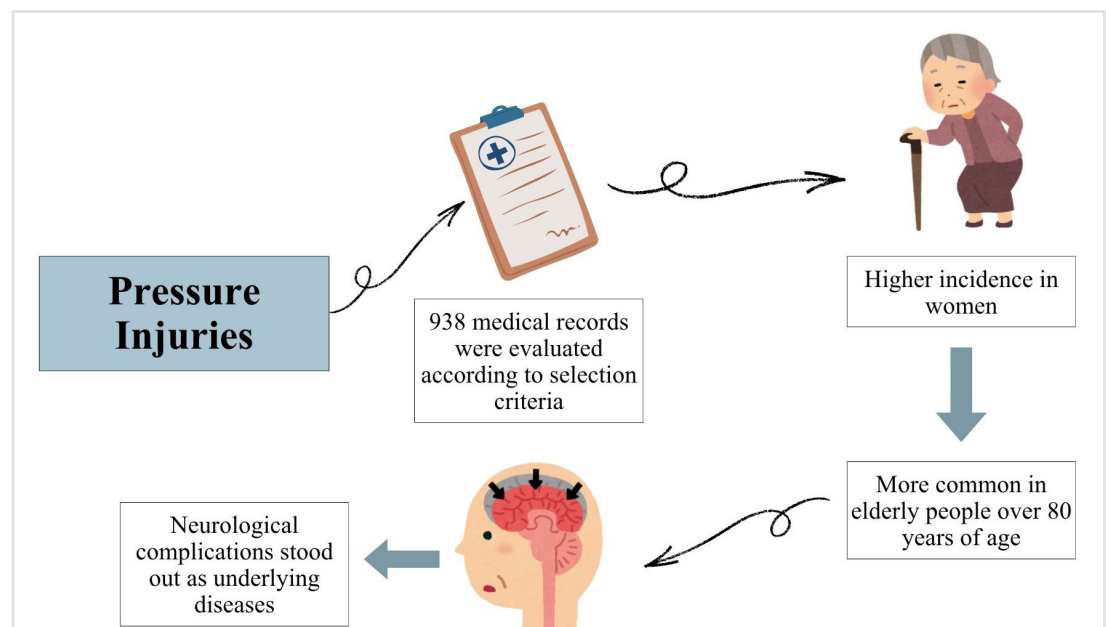 Pressure
Injuries
938 medical records
were evaluated
according to selection
criteria
Higher incidence in
women
More common in
elderly people over 80
years of age
Neurological
complications stood
out as underlying
diseases